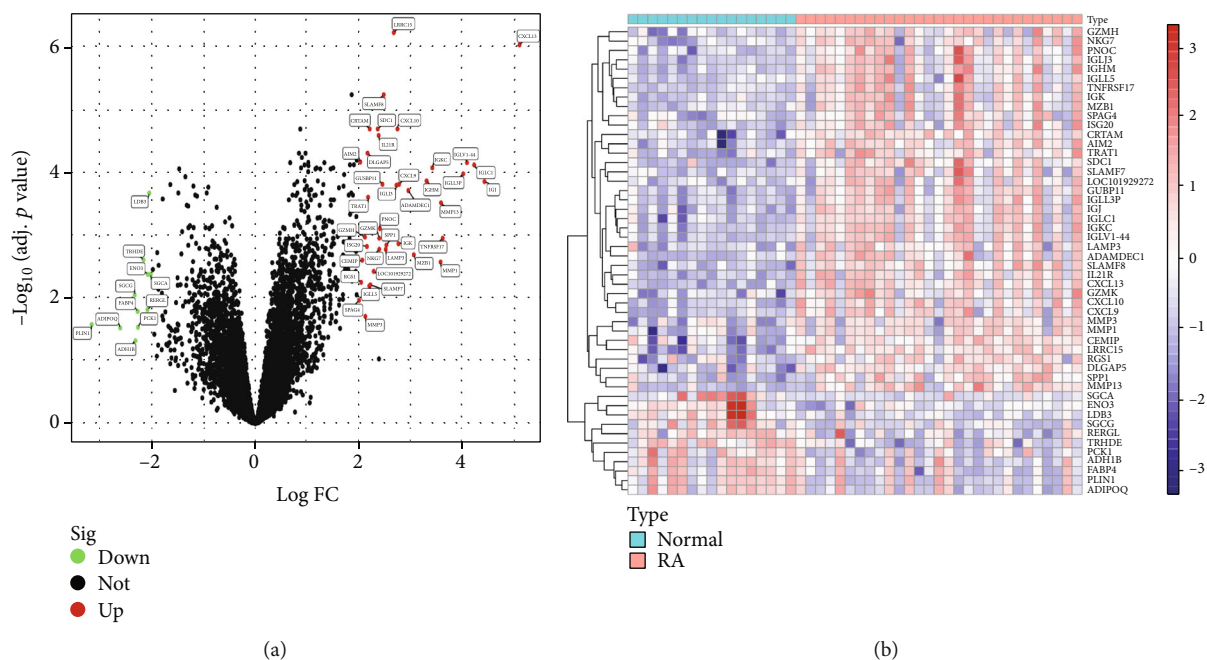 LRRC15
CXCL13
SLAMF8
CRTAM
SDC1
CXCL10
IL21R
AIM2
DLGAP5
IGKC
IGLV1-44
IGLC1
IGJ
GUSBP11
CXCL9
IGLJ3
IGHM
IGLL3P
TRAT1
ADAMDEC1
MMP13
LDB3
PNOC
GZMH
GZMK
SPP1
IGK
ISG20
TNFRSF17
TRHDE
CEMIP
NKG7
LAMP3
MZB1
MMP1
ENO3
RGS1
LOC101929272
SGCG
SGCA
IGLL5
SLAMF7
FABP4
RERGL
SPAG4
ADIPOQ
PCK1
MMP3
PLIN1
ADH1B
6
4
2
0
−Log10 (adj. p value)
−2
0
2
4
Log FC
Sig
Down
Not
Up
(a)
Type
GZMH
NKG7
PNOC
IGLJ3
IGHM
IGLL5
TNFRSF17
IGK
MZB1
SPAG4
ISG20
CRTAM
AIM2
TRAT1
SDC1
SLAMF7
LOC101929272
GUBP11
IGLL3P
IGJ
IGLC1
IGKC
IGLV1-44
LAMP3
ADAMDEC1
SLAMF8
IL21R
CXCL13
GZMK
CXCL10
CXCL9
MMP3
MMP1
CEMIP
LRRC15
RGS1
DLGAP5
SPP1
MMP13
SGCA
ENO3
LDB3
SGCG
RERGL
TRHDE
PCK1
ADH1B
FABP4
PLIN1
ADIPOQ
3
2
1
0
−1
−2
−3
Type
Normal
RA
(b)